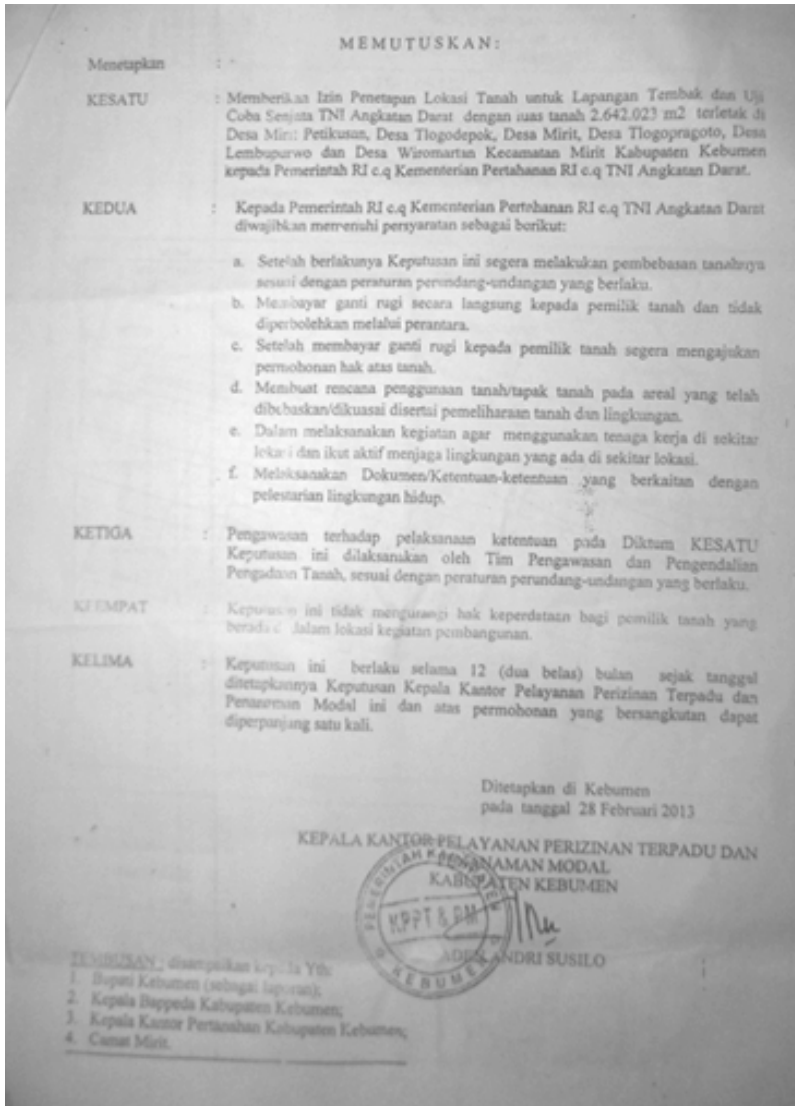 MEMUTUSKAN:
Menetapkan :
KESATU : Memberikan Izin Penetapan Lokasi Tanah untuk Lapangan Tembak dan Uji
Coba Senjata TNI Angkatan Darat dengan luas tanah 2.642.023 m2 terletak di
Desa Mirit Petikusan, Desa Tlogodepok, Desa Mirit, Desa Tlogopragoto, Desa
Lembupurwo dan Desa Wiromartan Kecamatan Mirit Kabupaten Kebumen
kepada Pemerintah RI c.q Kementerian Pertahanan RI c.q TNI Angkatan Darat.
KEDUA : Kepada Pemerintah RI c.q Kementerian Pertahanan RI c.q TNI Angkatan Darat
diwajibkan memenuhi persyaratan sebagai berikut:
a. Setelah berlakunya Keputusan ini segera melakukan pembebasan tanahnya
sesuai dengan peraturan perundang-undangan yang berlaku.
b. Membayar ganti rugi secara langsung kepada pemilik tanah dan tidak
diperbolehkan melalui perantara.
c. Setelah membayar ganti rugi kepada pemilik tanah segera mengajukan
permohonan hak atas tanah.
d. Membuat rencana penggunaan tanah/tapak tanah pada areal yang telah
dibebaskan/dikuasai disertai pemeliharaan tanah dan lingkungan.
e. Dalam melaksanakan kegiatan agar menggunakan tenaga kerja di sekitar
lokasi dan ikut aktif menjaga lingkungan yang ada di sekitar lokasi.
f. Melaksanakan Dokumen/Ketentuan-ketentuan yang berkaitan dengan
pelestarian lingkungan hidup.
KETIGA : Pengawasan terhadap pelaksanaan ketentuan pada Diktum KESATU
Keputusan ini dilaksanakan oleh Tim Pengawasan dan Pengendalian
Pengadaan Tanah, sesuai dengan peraturan perundang-undangan yang berlaku.
KEEMPAT : Keputusan ini tidak mengurangi hak keperdataan bagi pemilik tanah yang
berada di dalam lokasi kegiatan pembangunan.
KELIMA : Keputusan ini berlaku selama 12 (dua belas) bulan sejak tanggal
ditetapkannya Keputusan Kepala Kantor Pelayanan Perizinan Terpadu dan
Penanaman Modal ini dan atas permohonan yang bersangkutan dapat
diperpanjang satu kali.
Ditetapkan di Kebumen
pada tanggal 28 Februari 2013
KEPALA KANTOR PELAYANAN PERIZINAN TERPADU DAN
PENANAMAN MODAL
KABUPATEN KEBUMEN
PEMERINTAH KABUPATEN
KPPT & PM
KEBUMEN
ANDRI SUSILO
TEMBUSAN : disampaikan kepada Yth:
1. Bupati Kebumen (sebagai laporan);
2. Kepala Bappeda Kabupaten Kebumen;
3. Kepala Kantor Pertanahan Kabupaten Kebumen;
4. Camat Mirit.